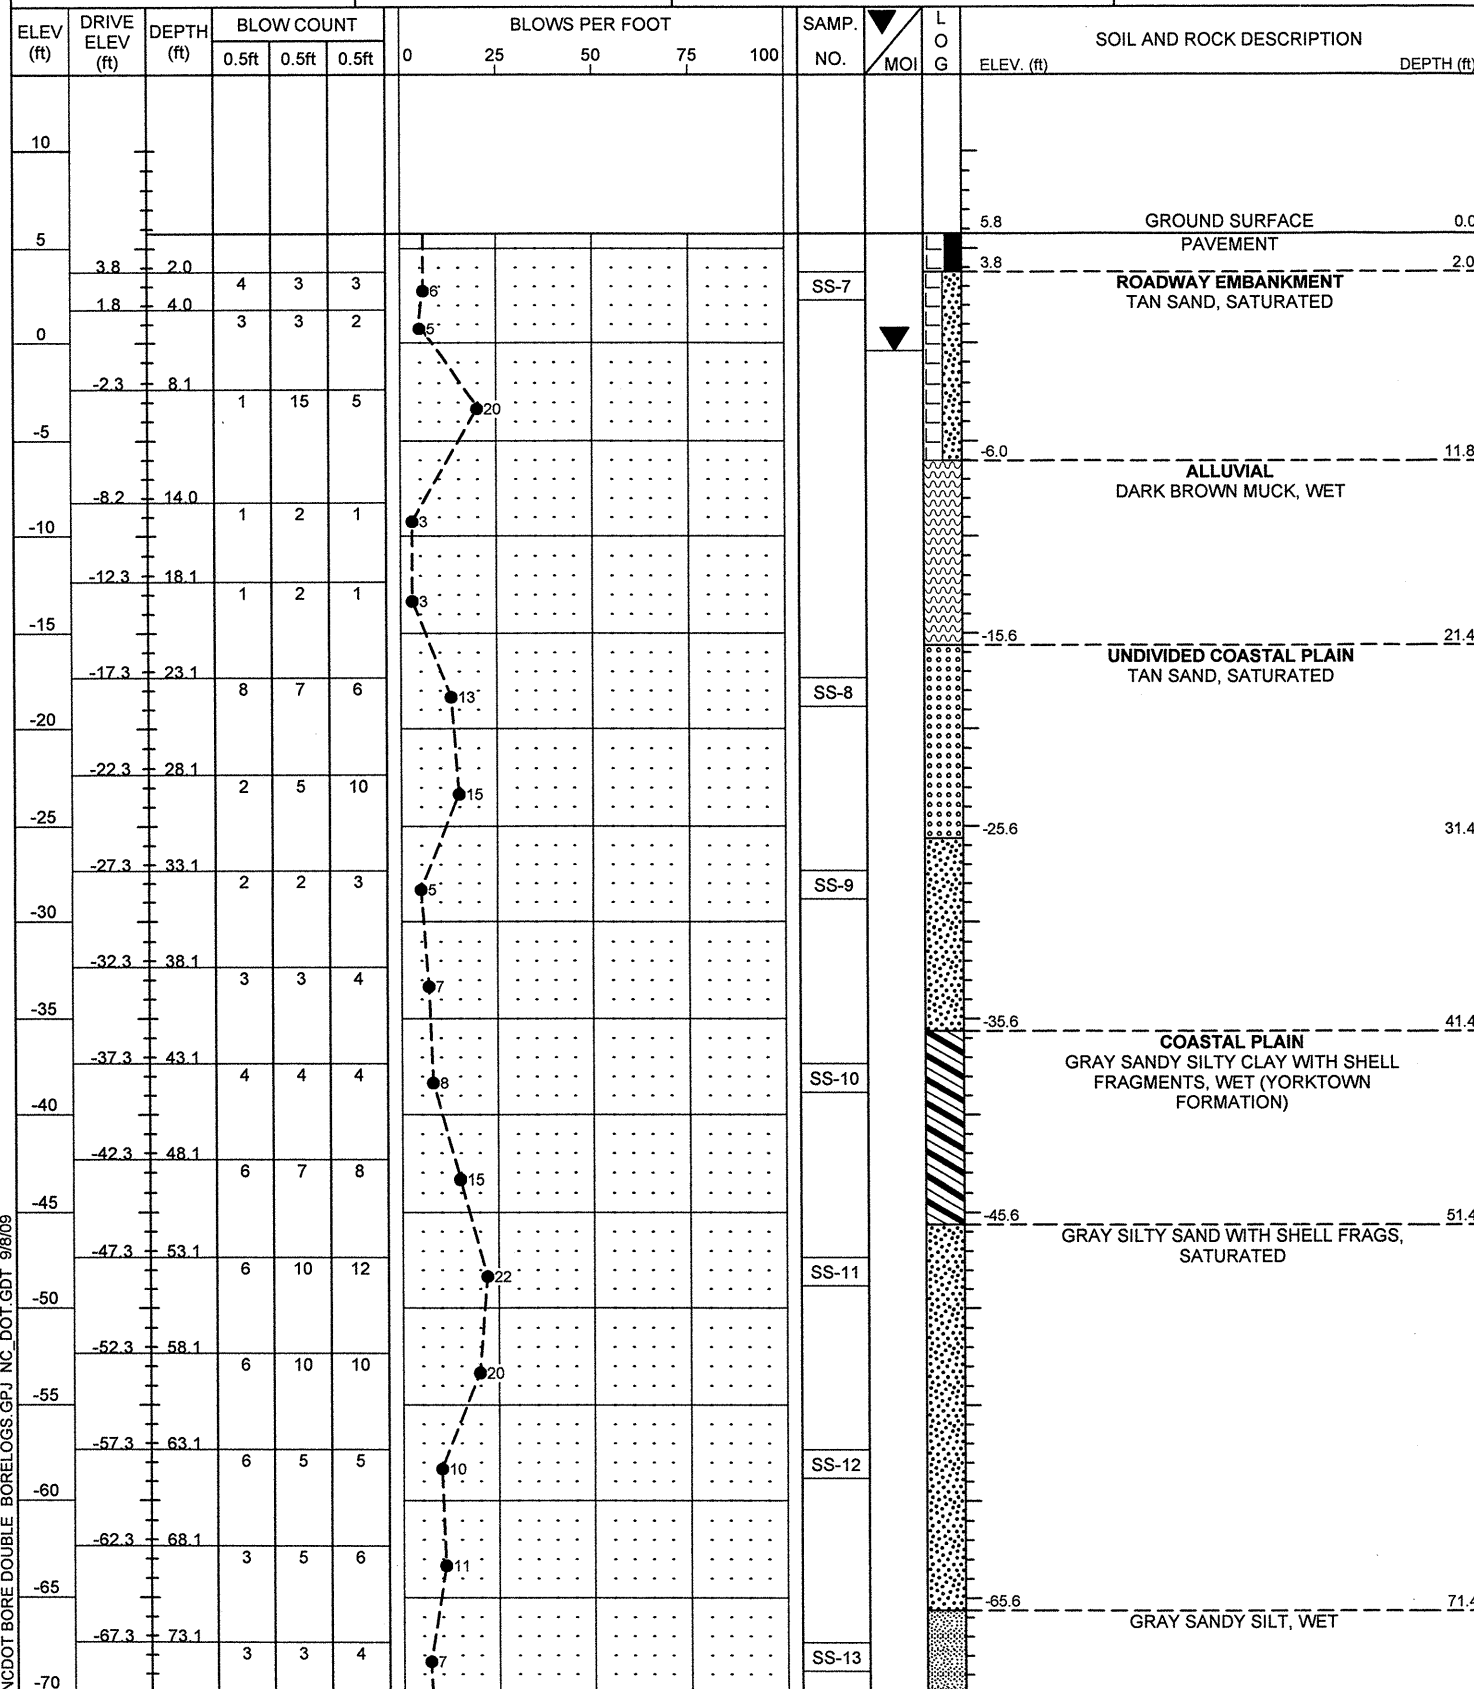 ELEV (ft) DRIVE ELEV (ft) DEPTH (ft) BLOW COUNT BLOWS PER FOOT SAMP. NO. MOI LOG SOIL AND ROCK DESCRIPTION
0.5ft 0.5ft 0.5ft 0 25 50 75 100 ELEV. (ft) DEPTH (ft)
10
5.8 GROUND SURFACE 0.0
5 PAVEMENT
3.8 2.0 3.8 2.0
4 3 3 6 SS-7 ROADWAY EMBANKMENT
TAN SAND, SATURATED
1.8 4.0
3 3 2 5
0
-2.3 8.1
1 15 5 20
-5
-6.0 11.8
ALLUVIAL
DARK BROWN MUCK, WET
-8.2 14.0
1 2 1 3
-10
-12.3 18.1
1 2 1 3
-15
-15.6 21.4
UNDIVIDED COASTAL PLAIN
TAN SAND, SATURATED
-17.3 23.1
8 7 6 13 SS-8
-20
-22.3 28.1
2 5 10 15
-25
-25.6 31.4
-27.3 33.1
2 2 3 5 SS-9
-30
-32.3 38.1
3 3 4 7
-35
-35.6 41.4
COASTAL PLAIN
GRAY SANDY SILTY CLAY WITH SHELL
FRAGMENTS, WET (YORKTOWN
FORMATION)
-37.3 43.1
4 4 4 8 SS-10
-40
-42.3 48.1
6 7 8 15
-45
-45.6 51.4
GRAY SILTY SAND WITH SHELL FRAGS,
SATURATED
-47.3 53.1
6 10 12 22 SS-11
-50
-52.3 58.1
6 10 10 20
-55
-57.3 63.1
6 5 5 10 SS-12
-60
-62.3 68.1
3 5 6 11
-65
-65.6 71.4
GRAY SANDY SILT, WET
-67.3 73.1
3 3 4 7 SS-13
-70
NCDOT BORE DOUBLE BORELOGS.GPJ NC_DOT.GDT 9/8/09